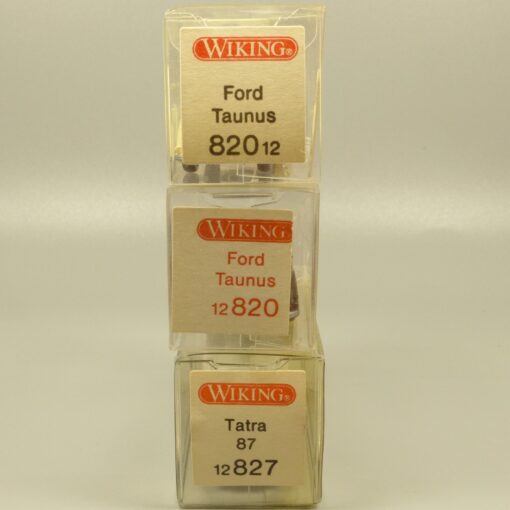 WIKING®
Ford
Taunus
820 12
WIKING
Ford
Taunus
12 820
WIKING®
Tatra
87
12 827